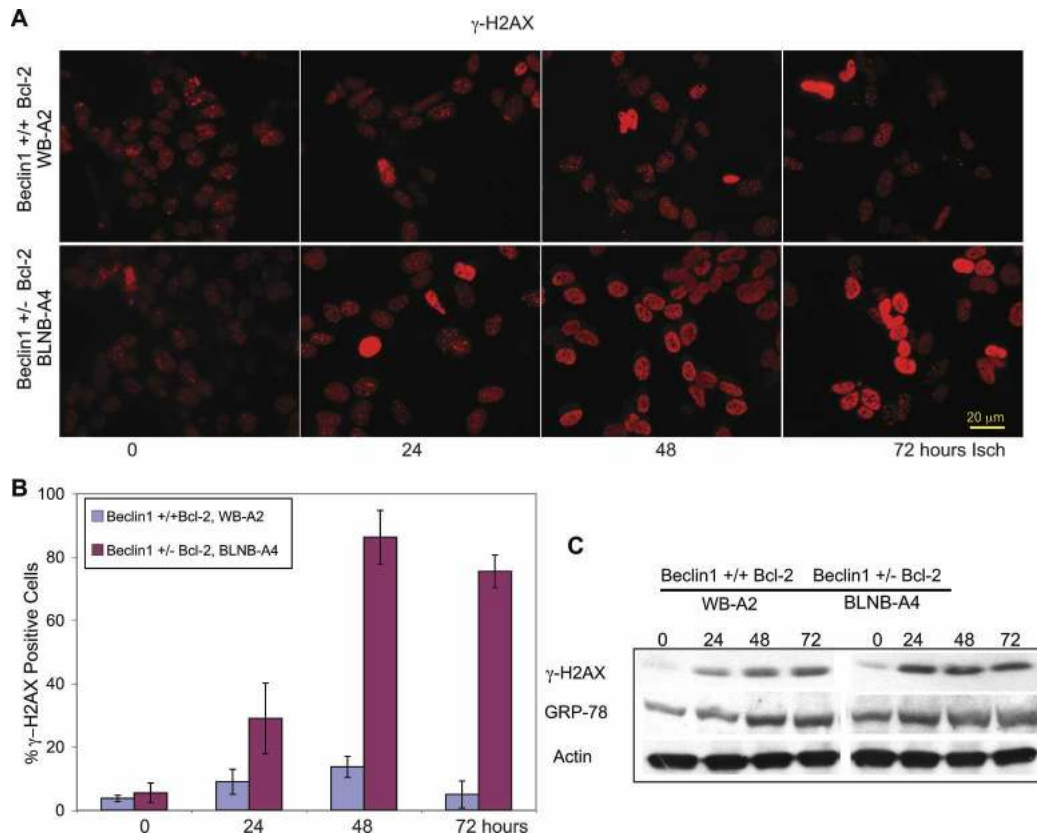 A
γ-H2AX
Beclin1 +/+ Bcl-2
WB-A2
Beclin1 +/- Bcl-2
BLNB-A4
20 μm
0 24 48 72 hours Isch
B
% γ–H2AX Positive Cells
100
80
60
40
20
0
Beclin1 +/+Bcl-2, WB-A2
Beclin1 +/- Bcl-2, BLNB-A4
0 24 48 72 hours
C
Beclin1 +/+ Bcl-2 Beclin1 +/- Bcl-2
WB-A2 BLNB-A4
0 24 48 72 0 24 48 72
γ-H2AX
GRP-78
Actin